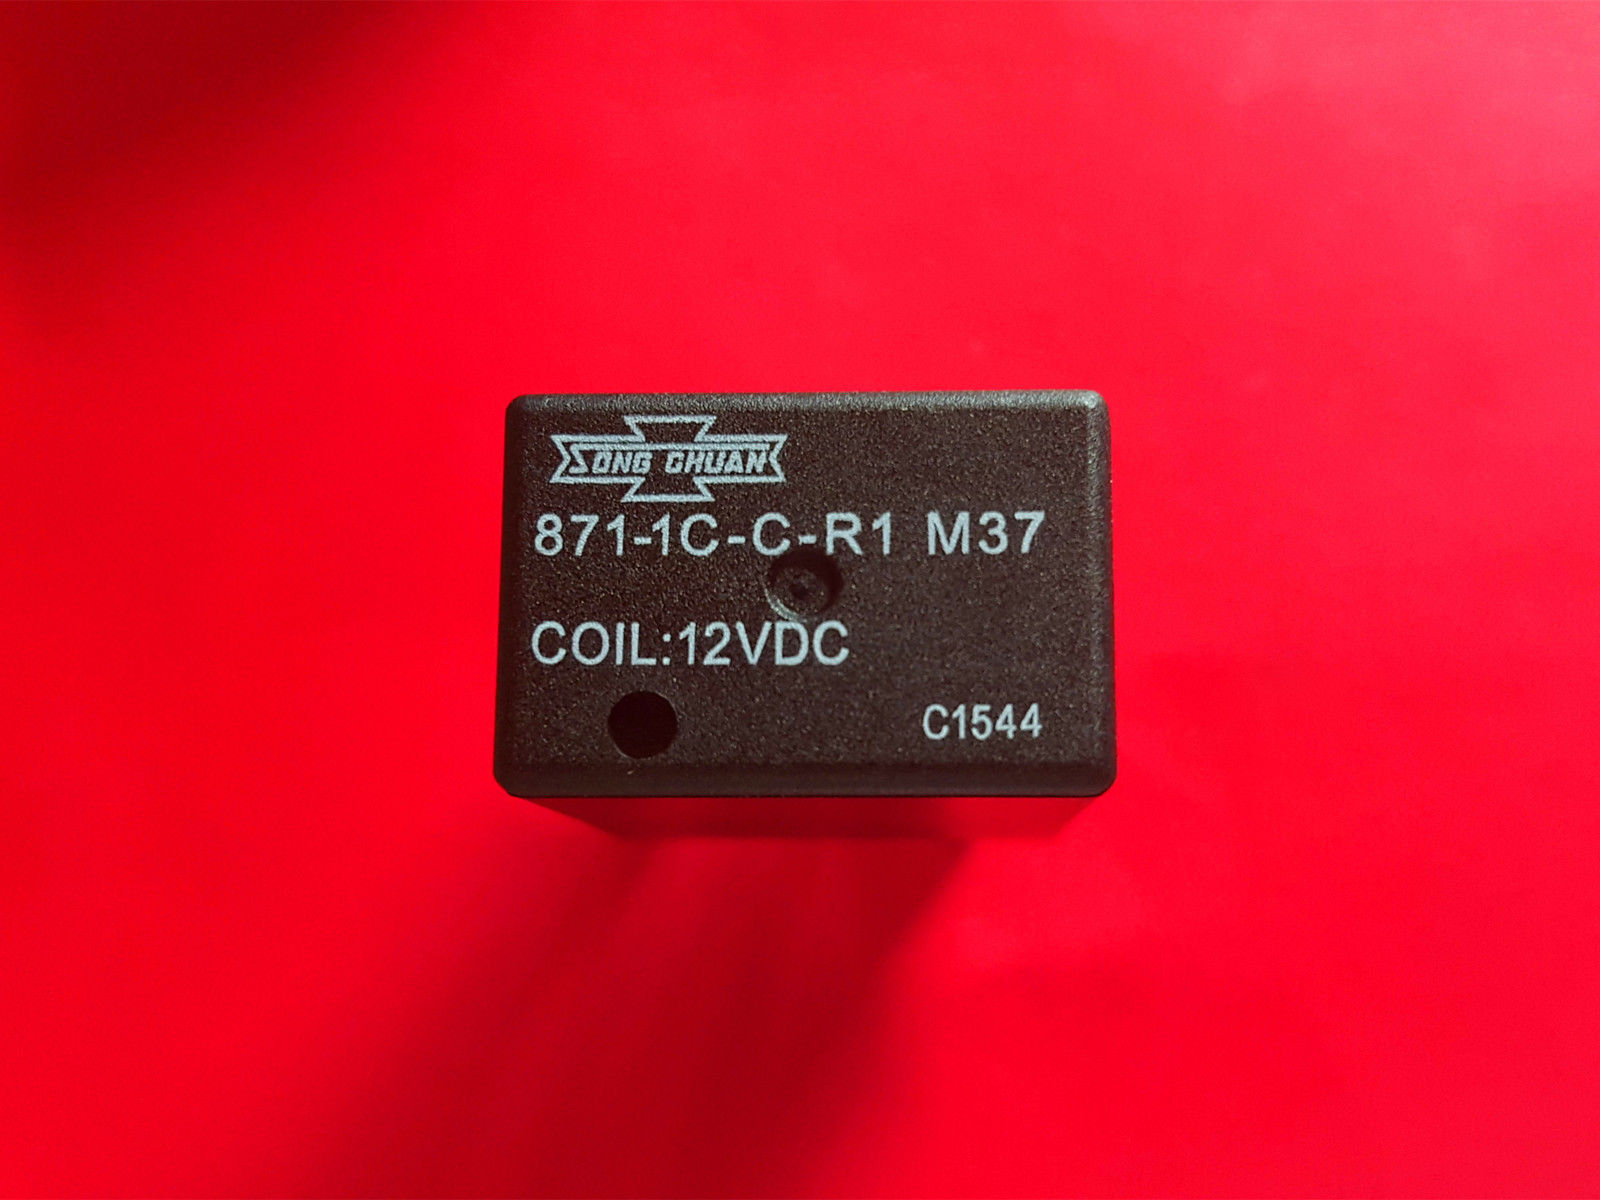 SONG CHUAN
871-1C-C-R1 M37
COIL:12VDC
C1544